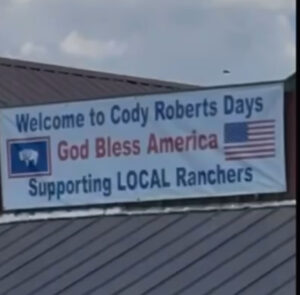 Welcome to Cody Roberts Days
God Bless America
Supporting LOCAL Ranchers